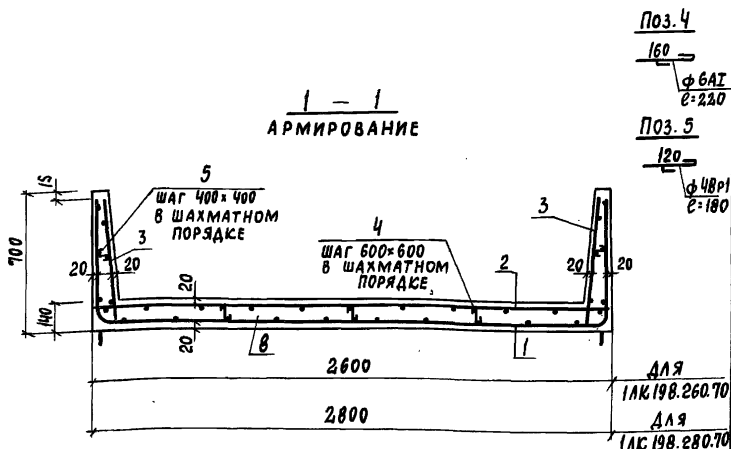 1 – 1
АРМИРОВАНИЕ
ПОЗ. 4
160
ϕ 6АI
ℓ=220
ПОЗ. 5
120
ϕ 4Вр1
ℓ=180
5
ШАГ 400×400
В ШАХМАТНОМ
ПОРЯДКЕ
3
4
ШАГ 600×600
В ШАХМАТНОМ
ПОРЯДКЕ
2
3
15
700
140
20 20
20 20
20
20
8
1
2600
ДЛЯ
1ЛК 198.260.70
2800
ДЛЯ
1ЛК 198.280.70